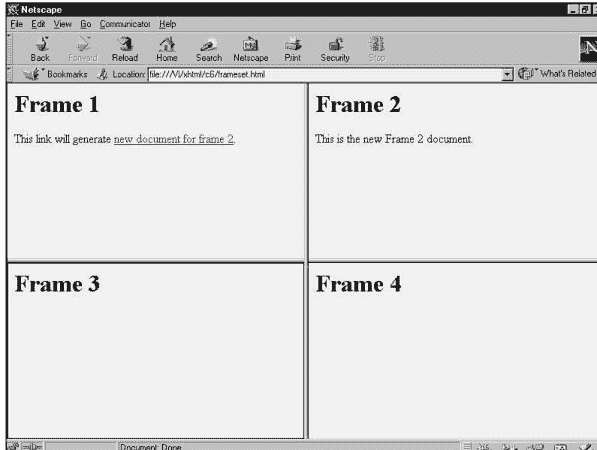 Netscape
File Edit View Go Communicator Help
Back Forward Reload Home Search Netscape Print Security Stop
Bookmarks Location: file:///V|/xhtml/c6/frameset.html What's Related
Frame 1
This link will generate new document for frame 2.
Frame 2
This is the new Frame 2 document.
Frame 3
Frame 4
Document: Done